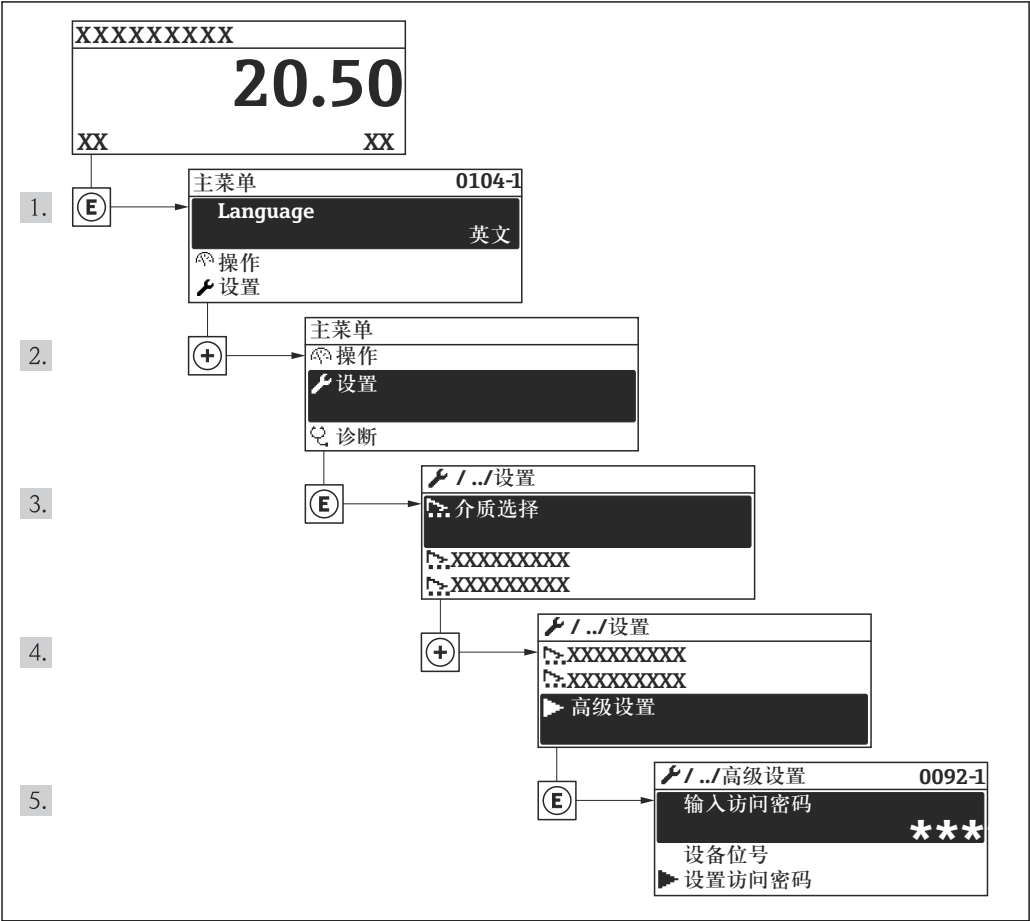 XXXXXXXXX
20.50
XX XX
1. E 主菜单 0104-1
Language
英文
操作
设置
2. + 主菜单
操作
设置
诊断
3. E / ../设置
介质选择
XXXXXXXXX
XXXXXXXXX
4. + / ../设置
XXXXXXXXX
XXXXXXXXX
高级设置
5. E / ../高级设置 0092-1
输入访问密码
***
设备位号
设置访问密码